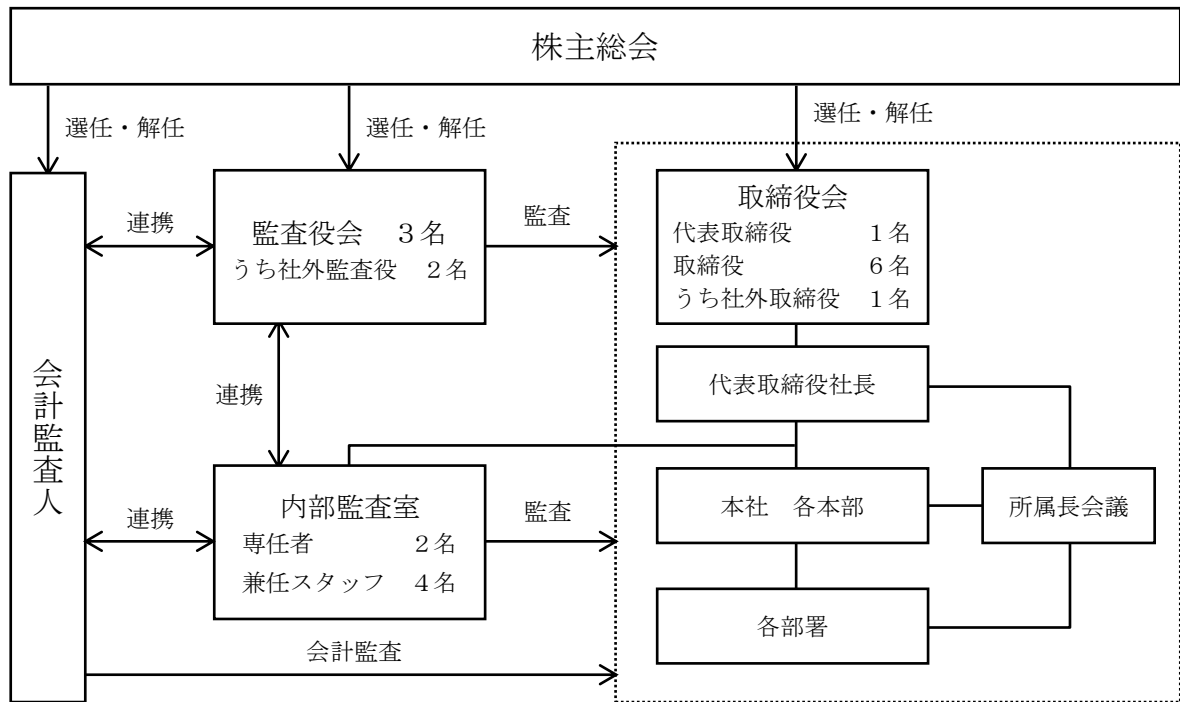 株主総会
選任・解任
選任・解任
選任・解任
会計監査人
連携
監査役会　３名
うち社外監査役　２名
監査
取締役会
代表取締役　１名
取締役　６名
うち社外取締役　１名
連携
代表取締役社長
連携
内部監査室
専任者　２名
兼任スタッフ　４名
監査
本社　各本部
所属長会議
各部署
会計監査